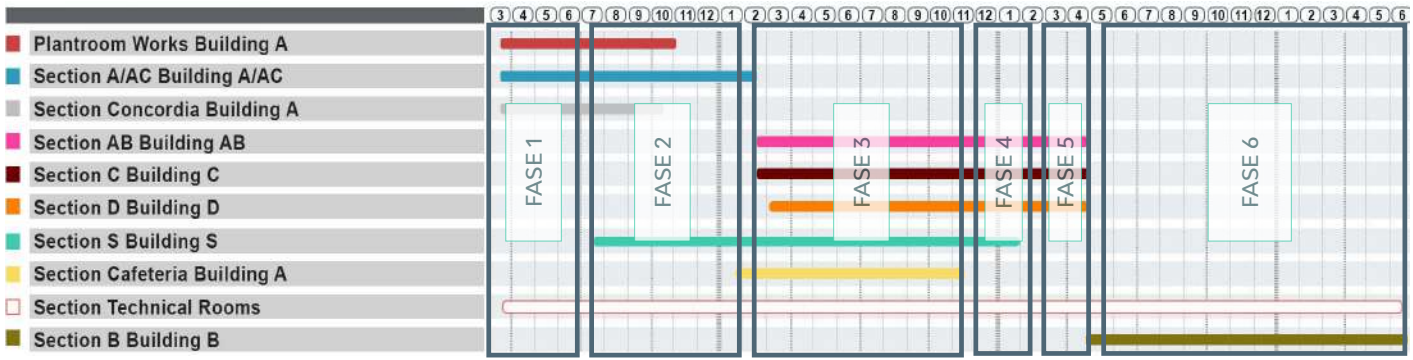 3 4 5 6 7 8 9 10 11 12 1 2 3 4 5 6 7 8 9 10 11 12 1 2 3 4 5 6 7 8 9 10 11 12 1 2 3 4 5 6
Plantroom Works Building A
Section A/AC Building A/AC
Section Concordia Building A
Section AB Building AB
Section C Building C
Section D Building D
Section S Building S
Section Cafeteria Building A
Section Technical Rooms
Section B Building B
FASE 1
FASE 2
FASE 3
FASE 4
FASE 5
FASE 6